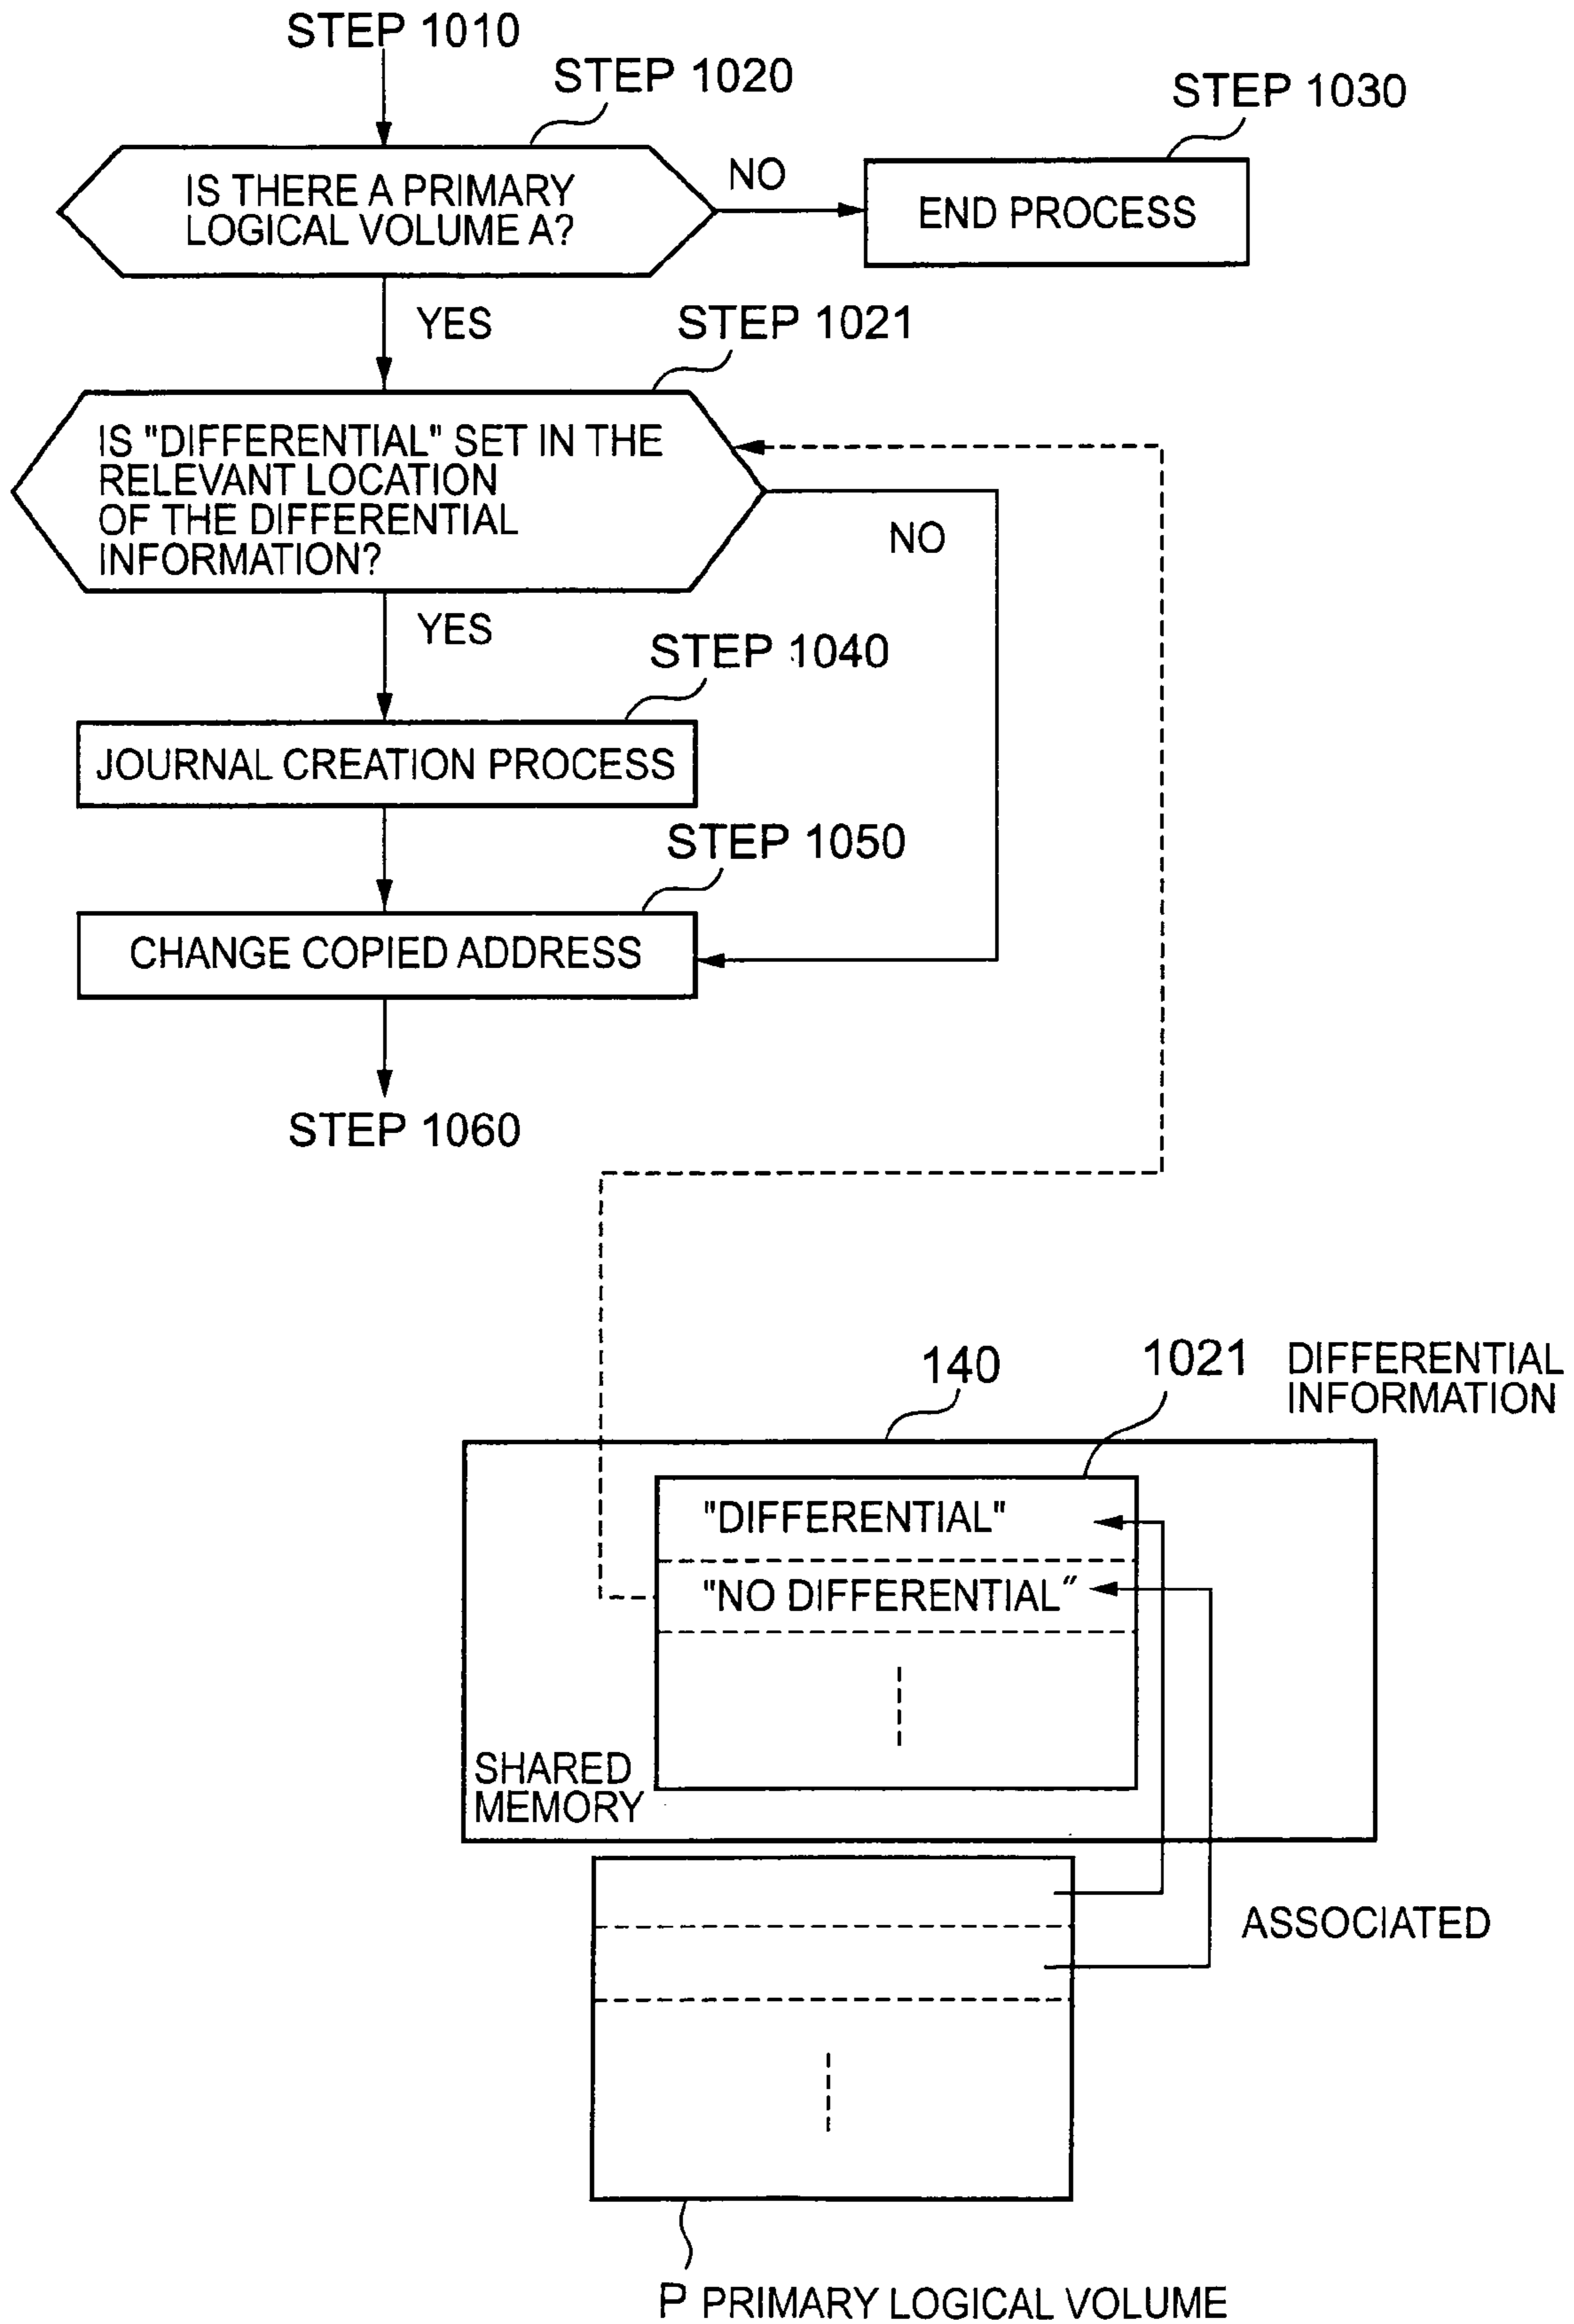 STEP 1010
STEP 1020
STEP 1030
IS THERE A PRIMARY
LOGICAL VOLUME A?
NO
END PROCESS
YES
STEP 1021
IS "DIFFERENTIAL" SET IN THE
RELEVANT LOCATION
OF THE DIFFERENTIAL
INFORMATION?
NO
YES
STEP 1040
JOURNAL CREATION PROCESS
STEP 1050
CHANGE COPIED ADDRESS
STEP 1060
140
1021
DIFFERENTIAL
INFORMATION
"DIFFERENTIAL"
"NO DIFFERENTIAL"
SHARED
MEMORY
ASSOCIATED
P PRIMARY LOGICAL VOLUME